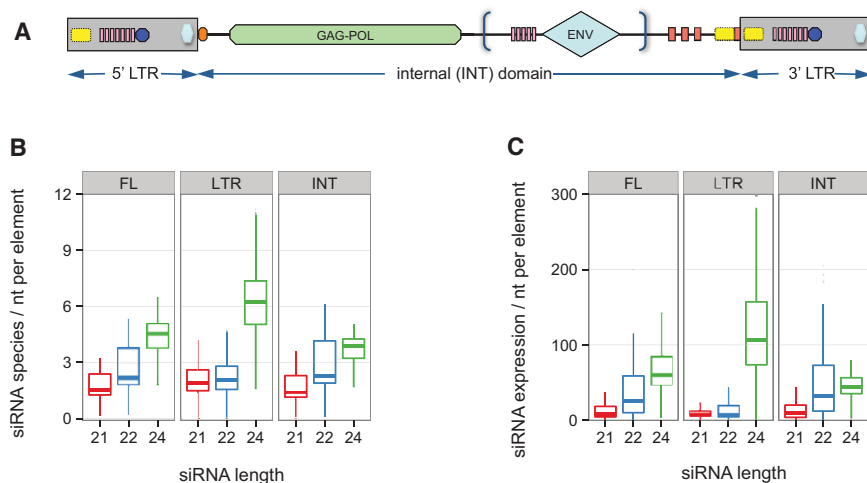 A
GAG-POL
ENV
5' LTR
internal (INT) domain
3' LTR
B
FL
LTR
INT
siRNA species / nt per element
12
9
6
3
0
21 22 24
21 22 24
21 22 24
siRNA length
C
FL
LTR
INT
siRNA expression / nt per element
300
200
100
0
21 22 24
21 22 24
21 22 24
siRNA length